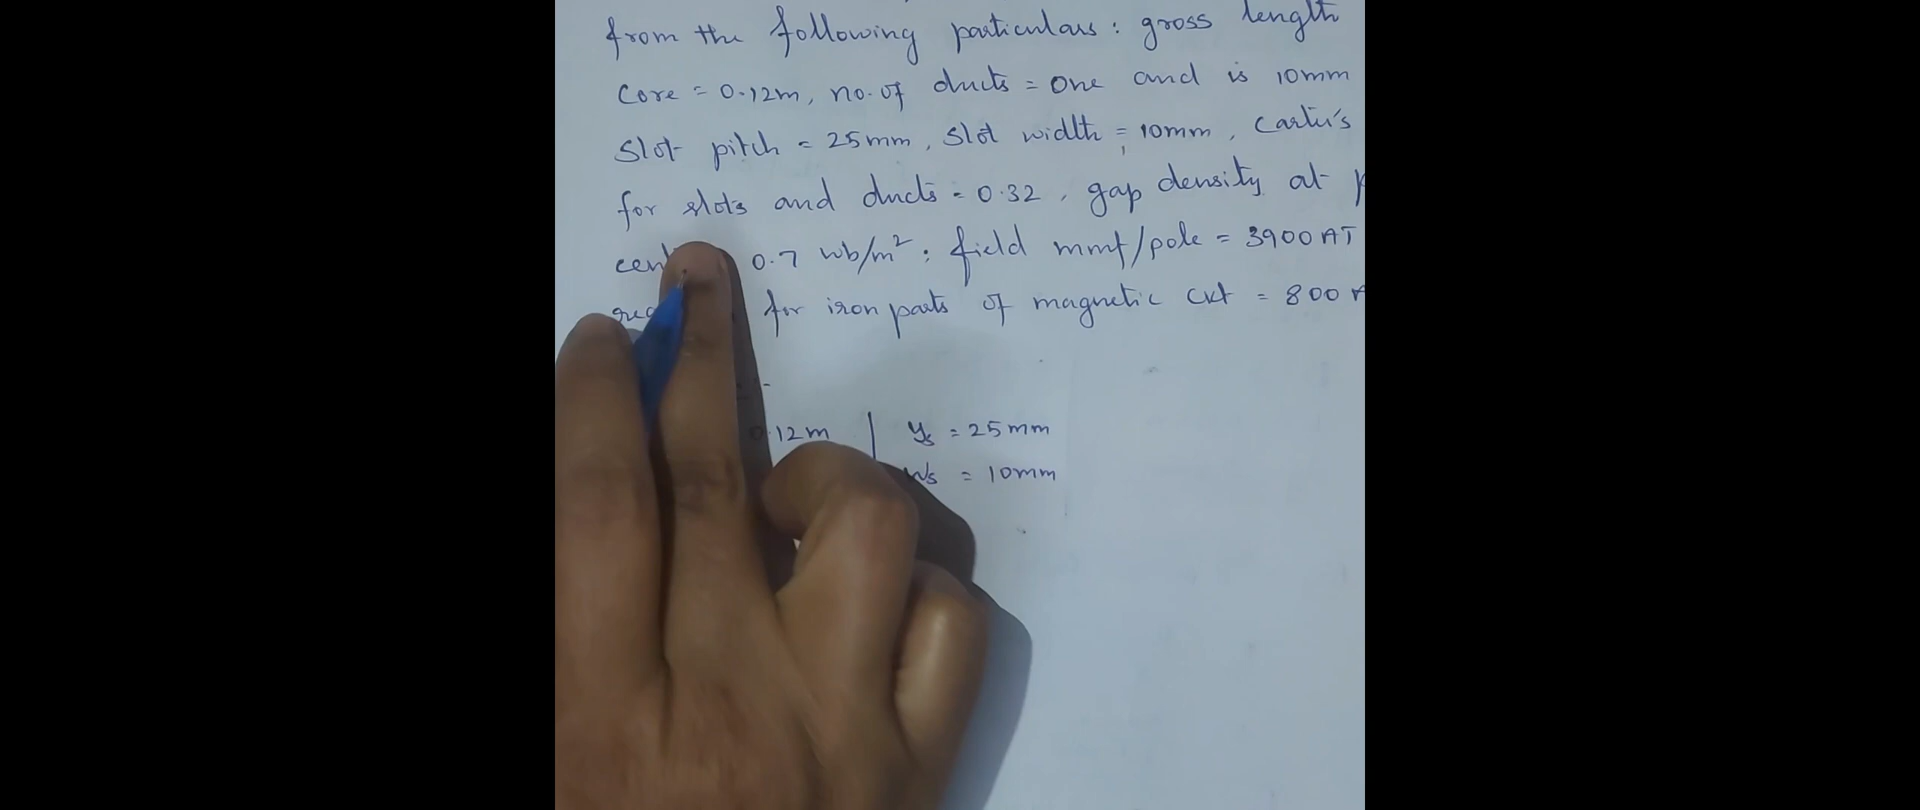 from the following particulars : gross length
Core = 0.12m, no. of ducts = One and is 10mm
Slot pitch = 25mm, Slot width = 10mm, Carter's
for slots and ducts = 0.32, gap density at
0.7 wb/m²; field mmf/pole = 3900 AT
for iron parts of magnetic ckt = 800
0.12m | ys = 25mm
Ws = 10mm